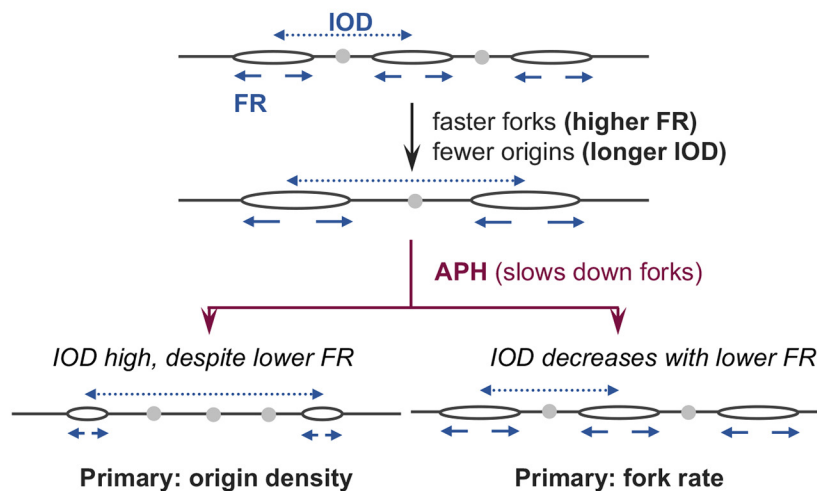 IOD
FR
faster forks (higher FR)
fewer origins (longer IOD)
APH (slows down forks)
IOD high, despite lower FR
IOD decreases with lower FR
Primary: origin density
Primary: fork rate